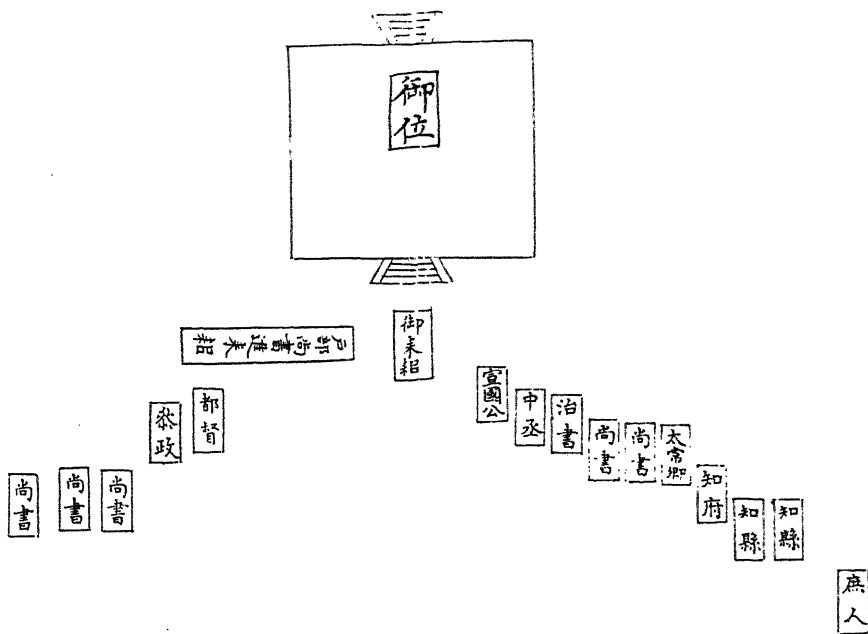 御位
御耒耜
戶部尚書進耒耜
都督
叅政
尚書
尚書
尚書
宣國公
中丞
治書
尚書
尚書
太常卿
知府
知縣
知縣
庶人